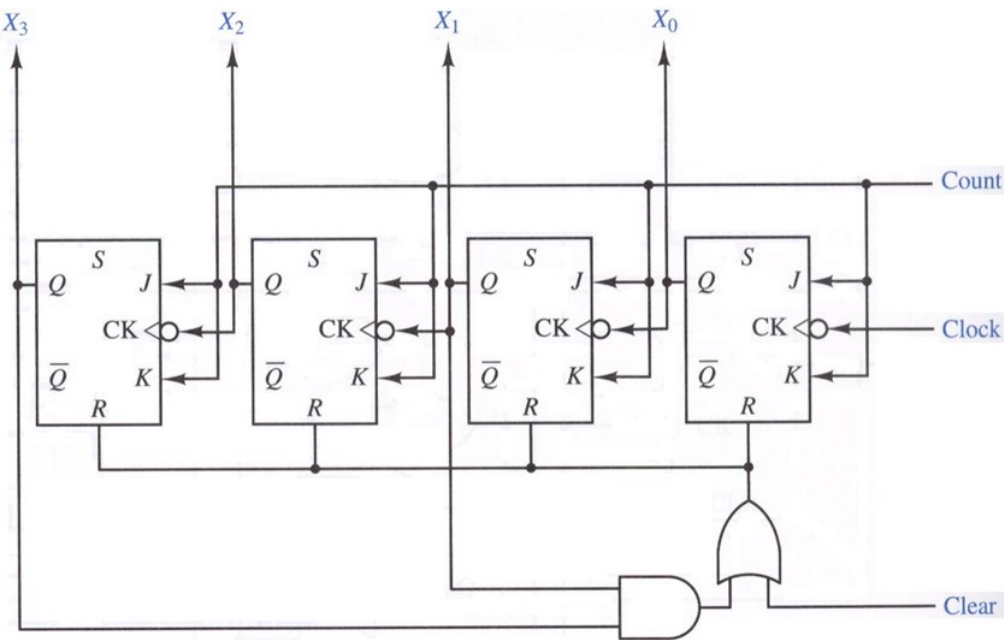 X₃ X₂ X₁ X₀
Count
S S S S
Q J Q J Q J Q J
CK CK CK CK Clock
Q̅ K Q̅ K Q̅ K Q̅ K
R R R R
Clear